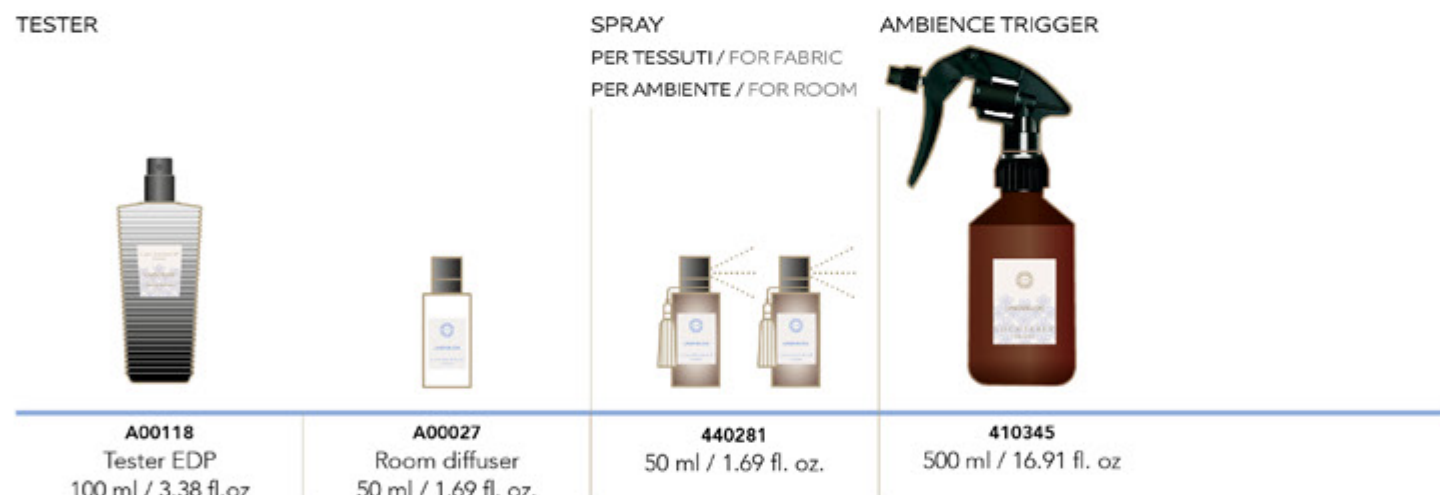 TESTER
SPRAY
PER TESSUTI / FOR FABRIC
PER AMBIENTE / FOR ROOM
AMBIENCE TRIGGER
A00118
Tester EDP
100 ml / 3.38 fl.oz
A00027
Room diffuser
50 ml / 1.69 fl. oz.
440281
50 ml / 1.69 fl. oz.
410345
500 ml / 16.91 fl. oz